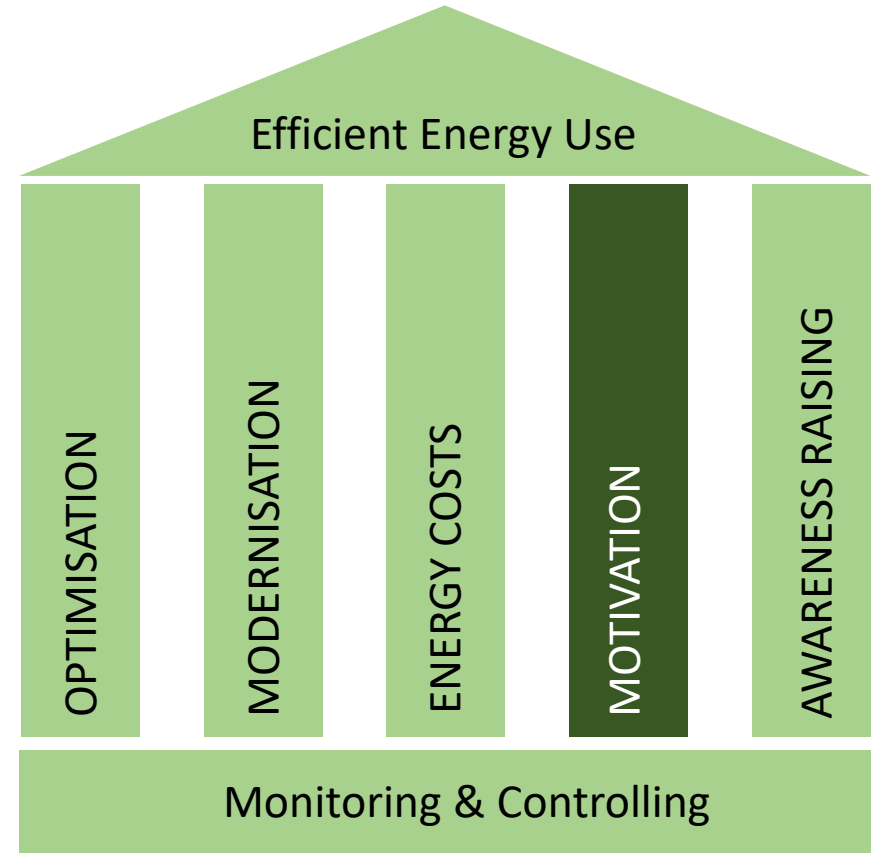 Efficient Energy Use
OPTIMISATION
MODERNISATION
ENERGY COSTS
MOTIVATION
AWARENESS RAISING
Monitoring & Controlling